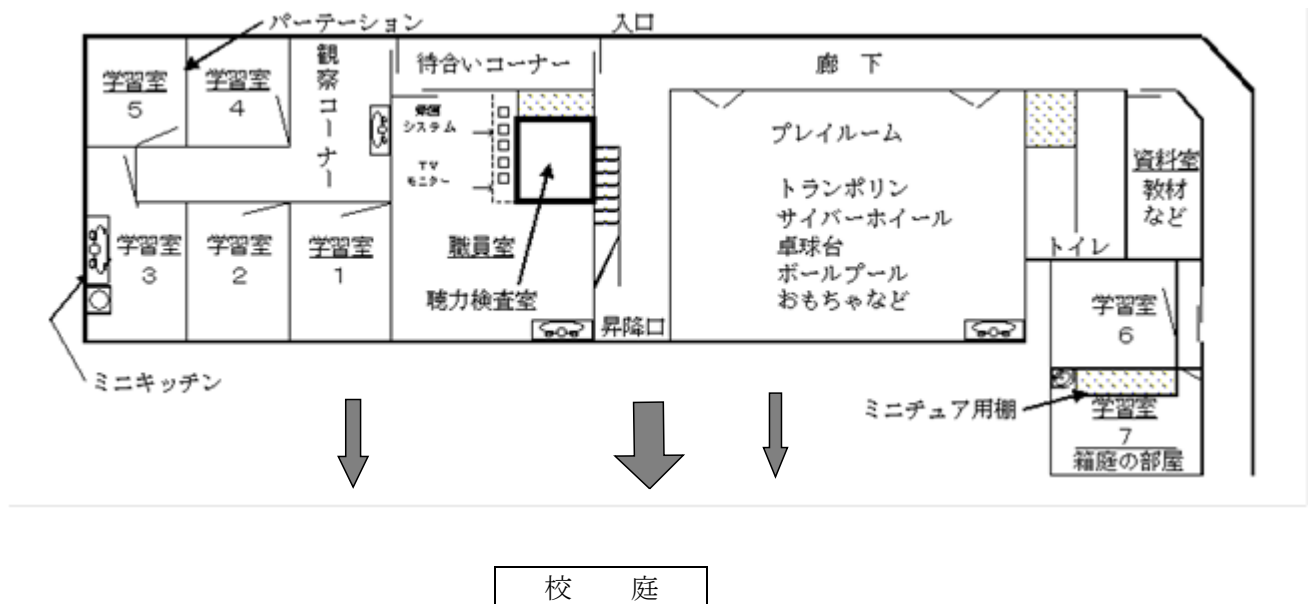 パーテーション
入口
学習室
5
学習室
4
観察コーナー
待合いコーナー
廊下
システム
TV
モニター
プレイルーム
トランポリン
サイバーホイール
卓球台
ボールプール
おもちゃなど
資料室
教材
など
トイレ
学習室
3
学習室
2
学習室
1
職員室
聴力検査室
昇降口
学習室
6
ミニキッチン
ミニチュア用棚
学習室
7
箱庭の部屋
校庭